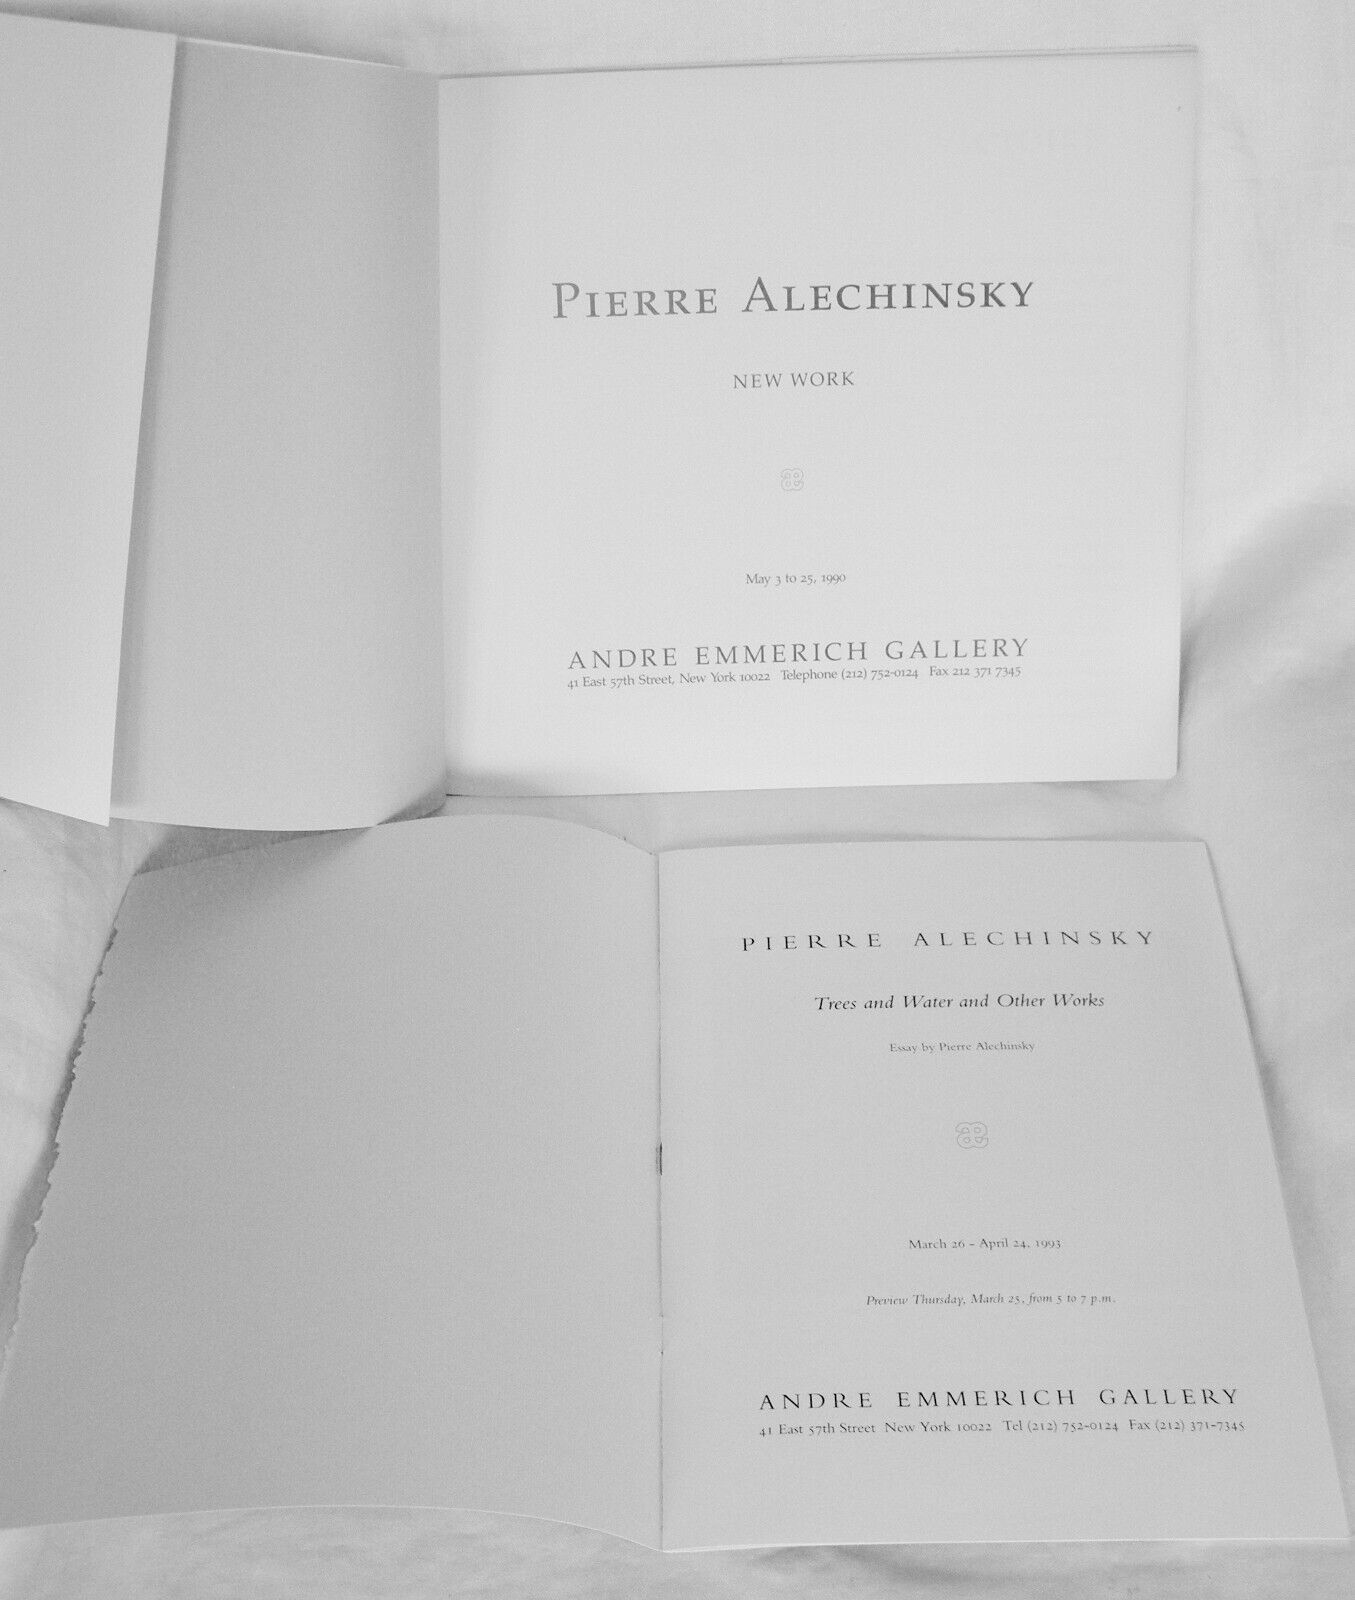 PIERRE ALECHINSKY
NEW WORK
æ
May 3 to 25, 1990
ANDRE EMMERICH GALLERY
41 East 57th Street, New York 10022 Telephone (212) 752-0124 Fax 212 371 7345
PIERRE ALECHINSKY
Trees and Water and Other Works
Essay by Pierre Alechinsky
æ
March 26 – April 24, 1993
Preview Thursday, March 25, from 5 to 7 p.m.
ANDRE EMMERICH GALLERY
41 East 57th Street New York 10022 Tel (212) 752-0124 Fax (212) 371-7345